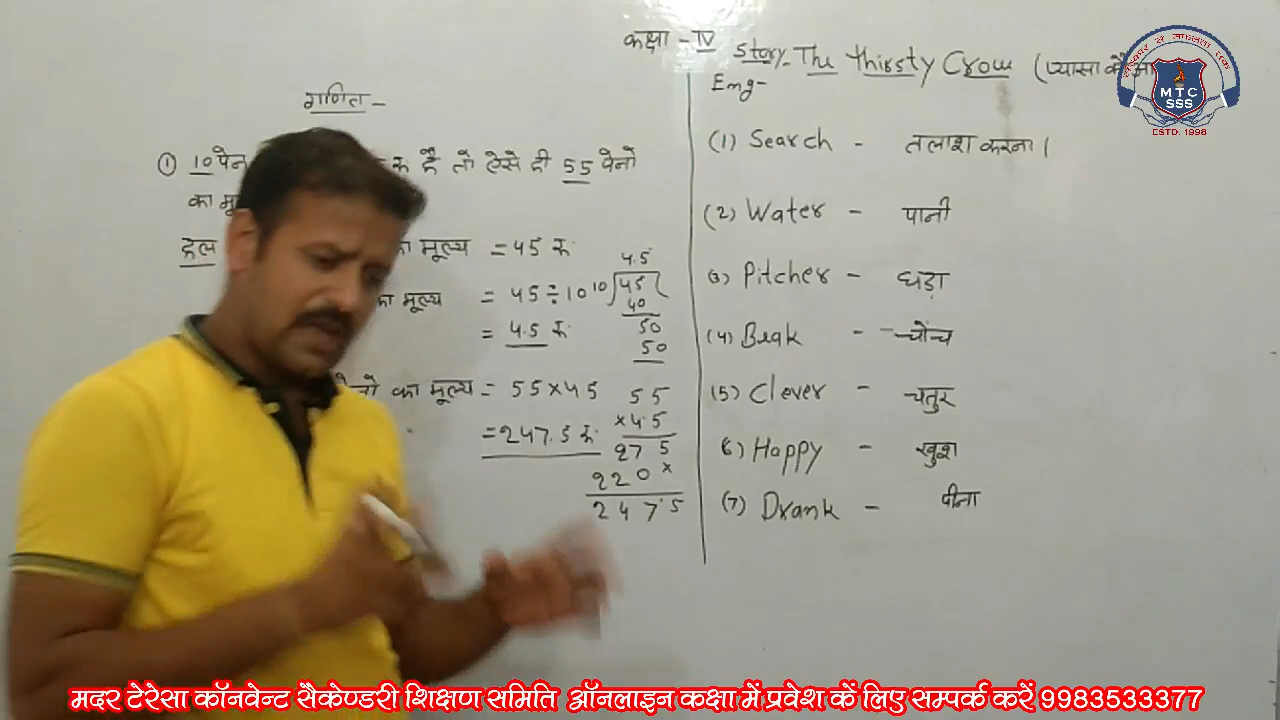 कक्षा - IV
गणित -
① 10 पेन रु है तो ऐसे ही 55 पेनो
का मू
हल का मूल्य = 45 रु
का मूल्य = 45 ÷ 10
= 4.5 रु
नो का मूल्य = 55 x 45
= 247.5 रु
4.5
10 45
40
50
50
55
x 4.5
275
220 x
247.5
Story - The Thirsty Crow (प्यासा कौआ
Emg -
(1) Search - तलाश करना।
(2) Water - पानी
(3) Pitcher - घड़ा
(4) Beak - चोंच
(5) Clever - चतुर
(6) Happy - खुश
(7) Drank - पीना
MTC
SSS
ESTD. 1998
मदर टेरेसा कॉनवेन्ट सैकेण्डरी शिक्षण समिति ऑनलाइन कक्षा में प्रवेश कें लिए सम्पर्क करें 9983533377